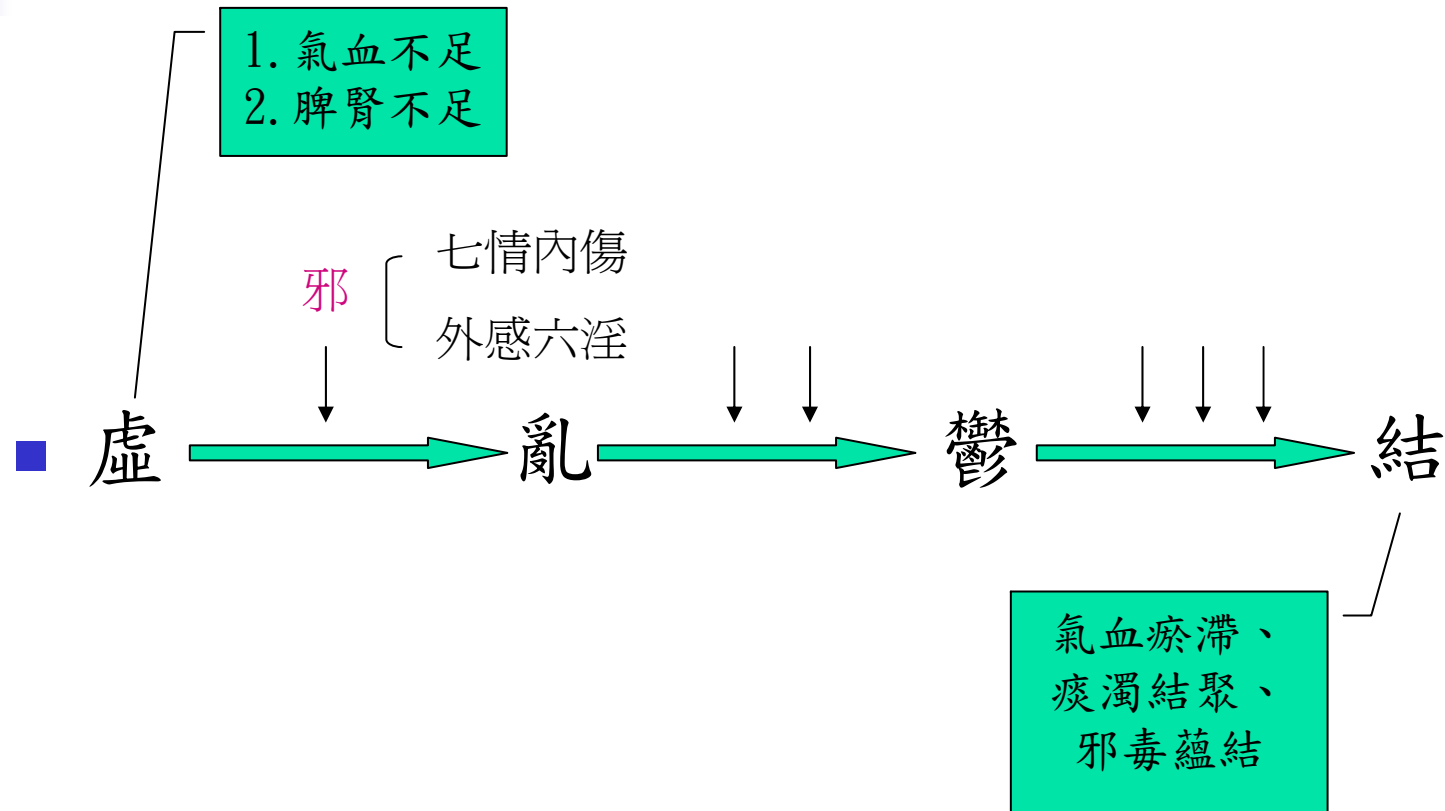 1. 氣血不足
2. 脾腎不足
七情內傷
邪
外感六淫
虛 亂 鬱 結
氣血瘀滯、
痰濁結聚、
邪毒蘊結